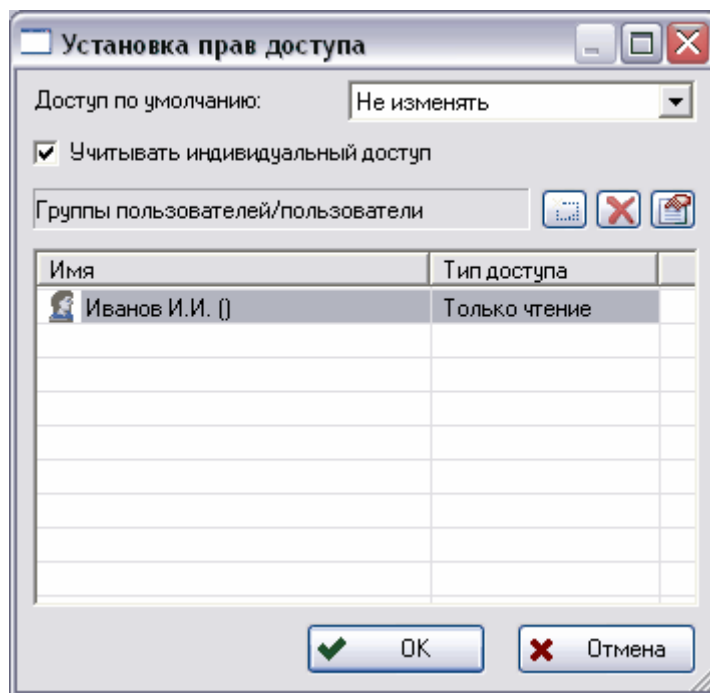 Установка прав доступа
Доступ по умолчанию: Не изменять
Учитывать индивидуальный доступ
Группы пользователей/пользователи
Имя Тип доступа
Иванов И.И. () Только чтение
OK Отмена